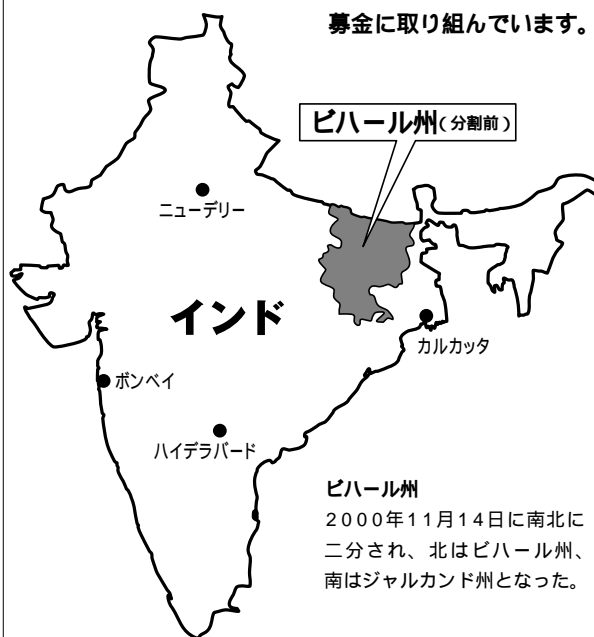 募金に取り組んでいます。
ビハール州(分割前)
ニューデリー
インド
カルカッタ
ボンベイ
ハイデラバード
ビハール州
2000年11月14日に南北に
二分され、北はビハール州、
南はジャルカンド州となった。